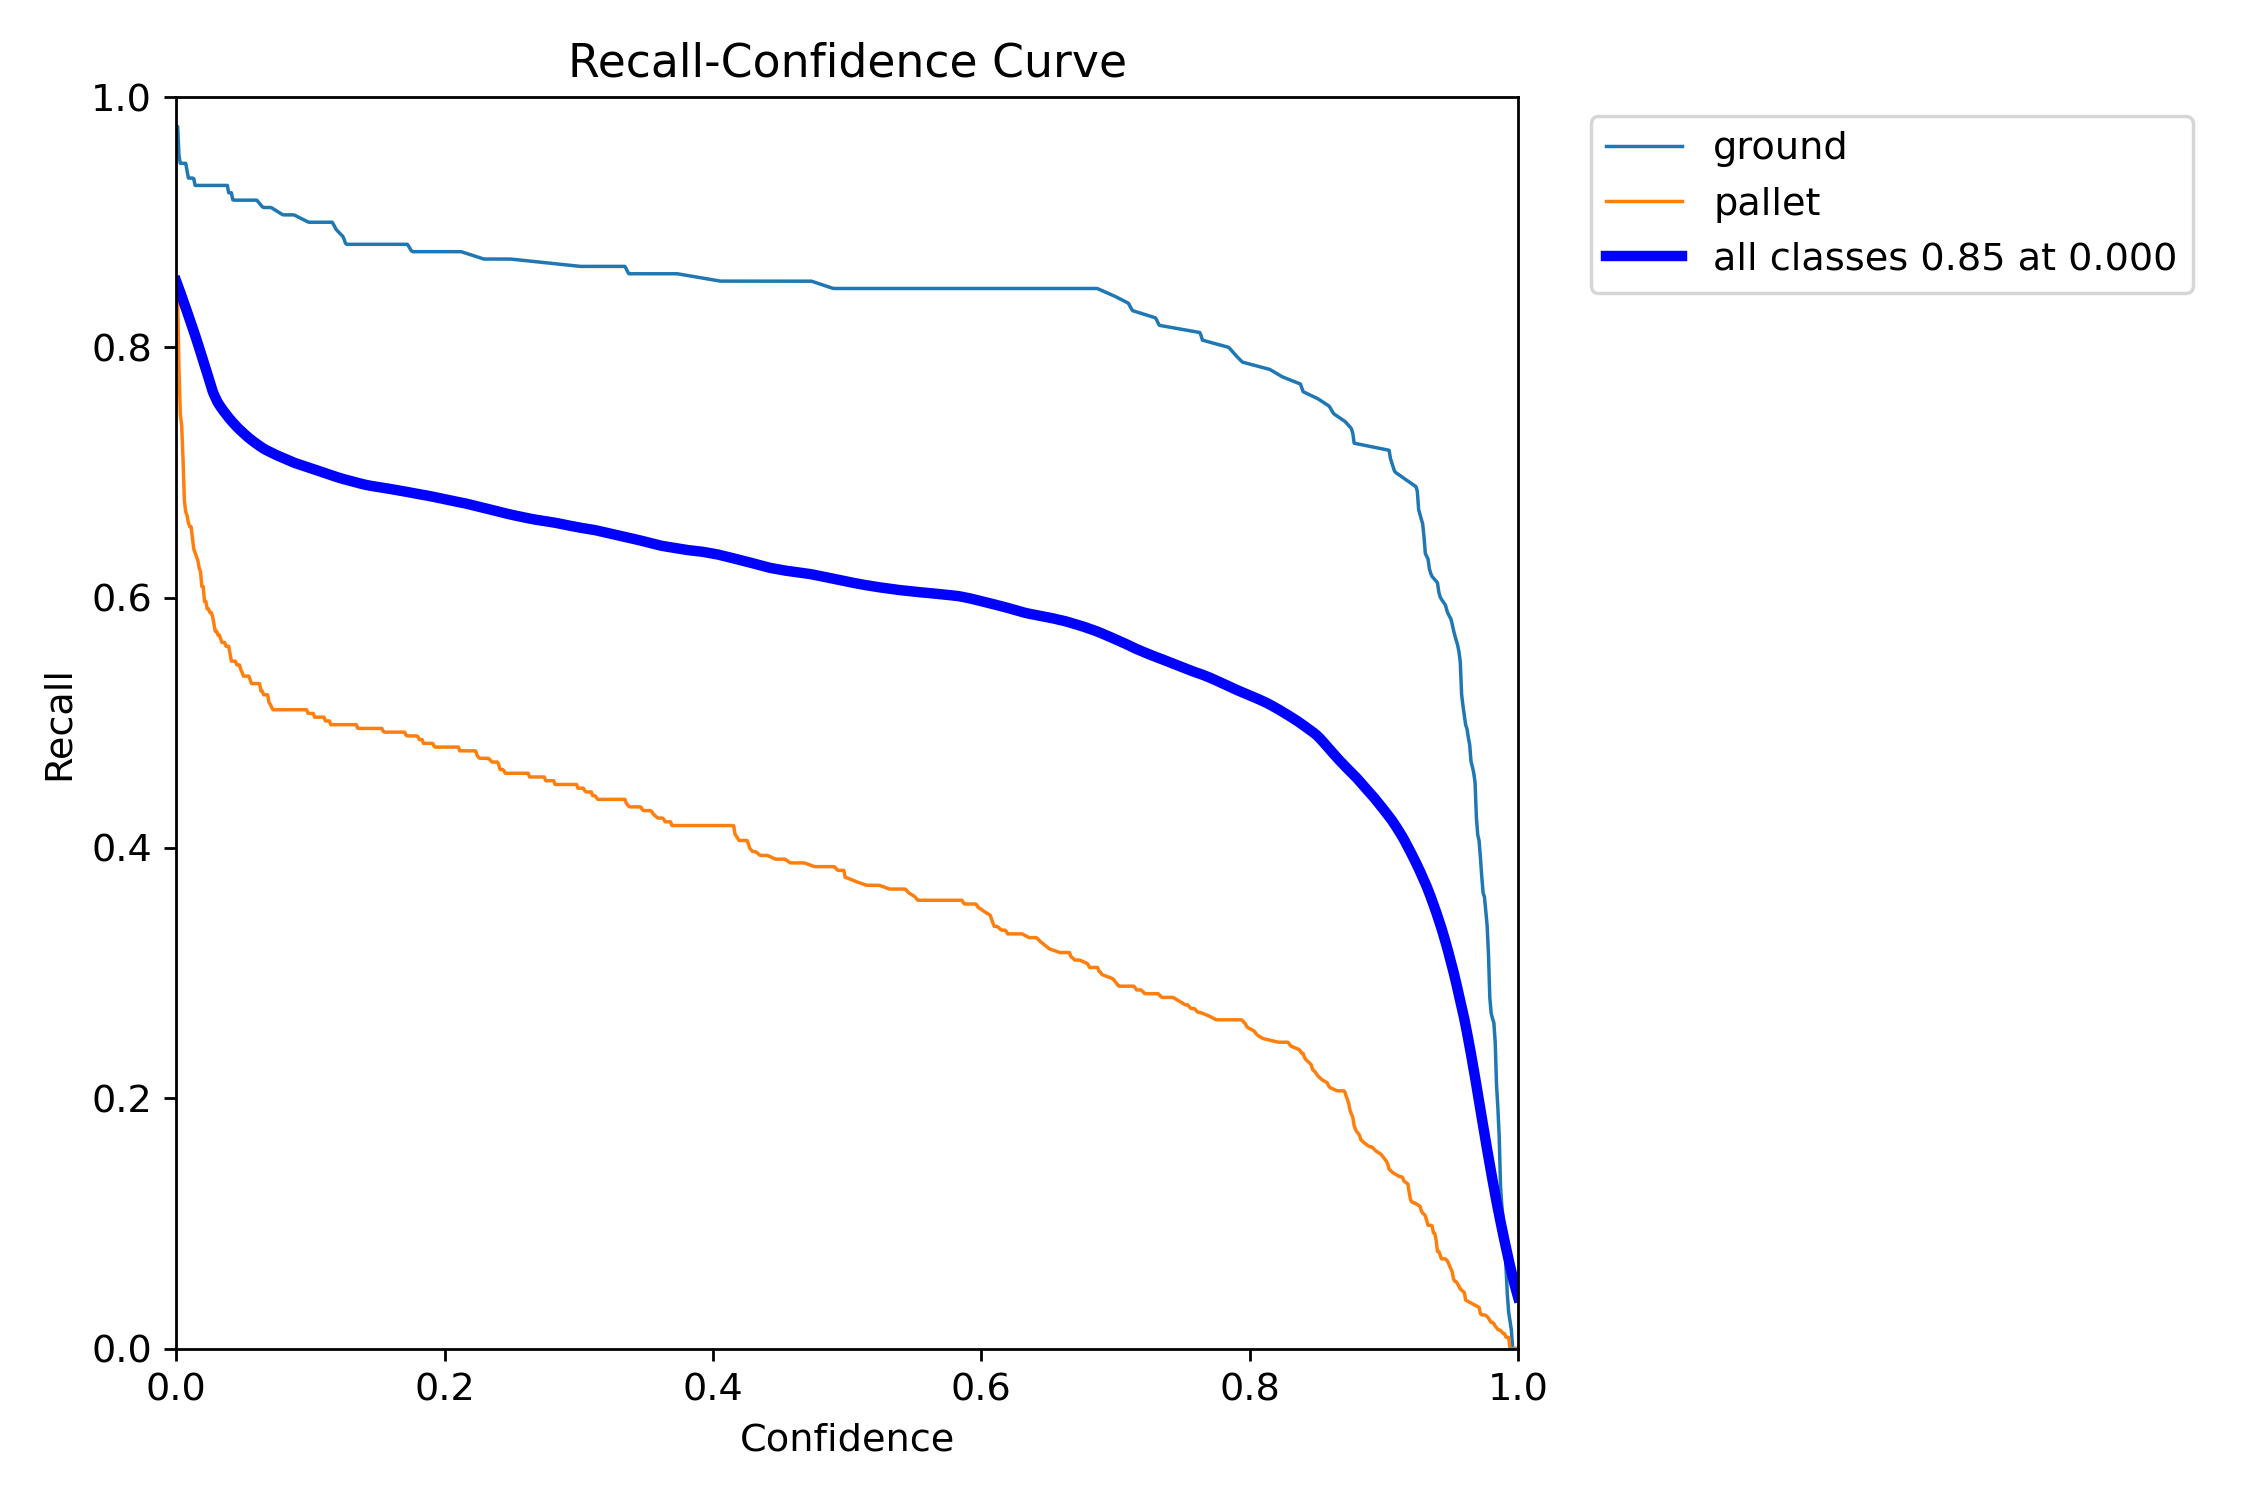 Recall-Confidence Curve
1.0
0.8
0.6
0.4
0.2
0.0
Recall
0.0 0.2 0.4 0.6 0.8 1.0
Confidence
ground
pallet
all classes 0.85 at 0.000